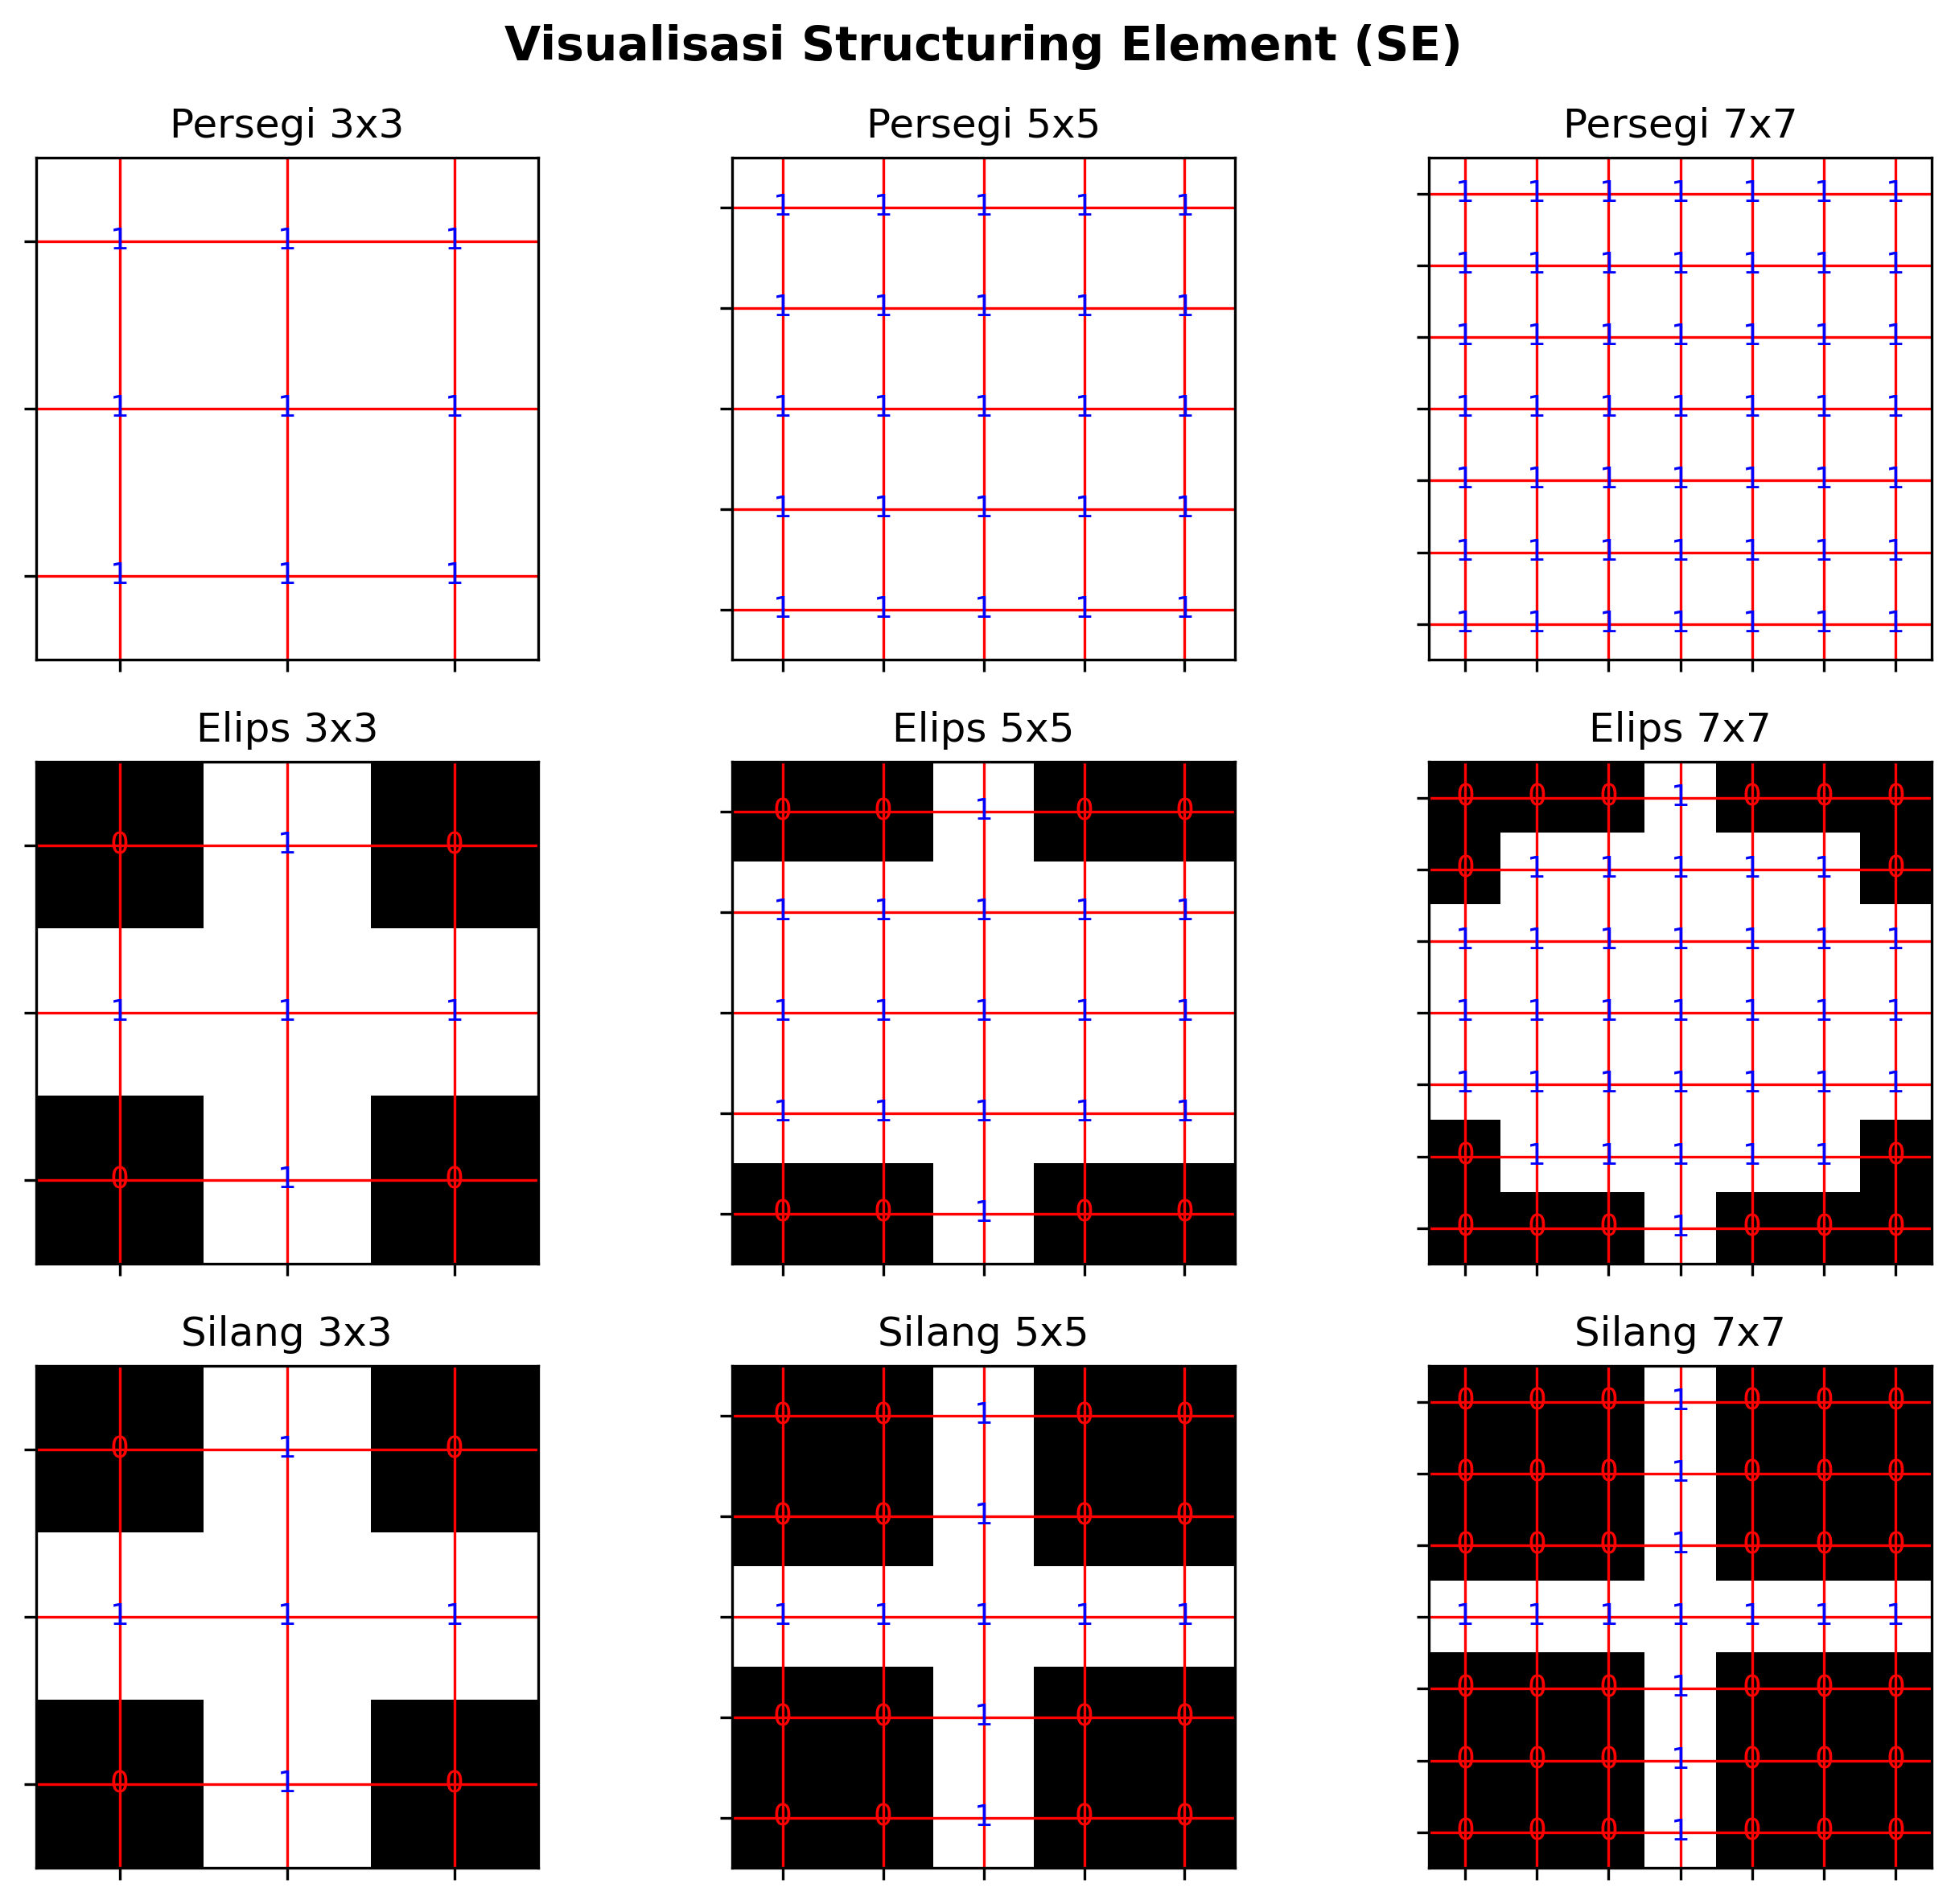 Visualisasi Structuring Element (SE)
Persegi 3x3 Persegi 5x5 Persegi 7x7
1 1 1
1 1 1
1 1 1
1 1 1 1 1
1 1 1 1 1
1 1 1 1 1
1 1 1 1 1
1 1 1 1 1
1 1 1 1 1 1 1
1 1 1 1 1 1 1
1 1 1 1 1 1 1
1 1 1 1 1 1 1
1 1 1 1 1 1 1
1 1 1 1 1 1 1
1 1 1 1 1 1 1
Elips 3x3 Elips 5x5 Elips 7x7
0 1 0
1 1 1
0 1 0
0 0 1 0 0
1 1 1 1 1
1 1 1 1 1
1 1 1 1 1
0 0 1 0 0
0 0 0 1 0 0 0
0 1 1 1 1 1 0
1 1 1 1 1 1 1
1 1 1 1 1 1 1
1 1 1 1 1 1 1
0 1 1 1 1 1 0
0 0 0 1 0 0 0
Silang 3x3 Silang 5x5 Silang 7x7
0 1 0
1 1 1
0 1 0
0 0 1 0 0
0 0 1 0 0
1 1 1 1 1
0 0 1 0 0
0 0 1 0 0
0 0 0 1 0 0 0
0 0 0 1 0 0 0
0 0 0 1 0 0 0
1 1 1 1 1 1 1
0 0 0 1 0 0 0
0 0 0 1 0 0 0
0 0 0 1 0 0 0